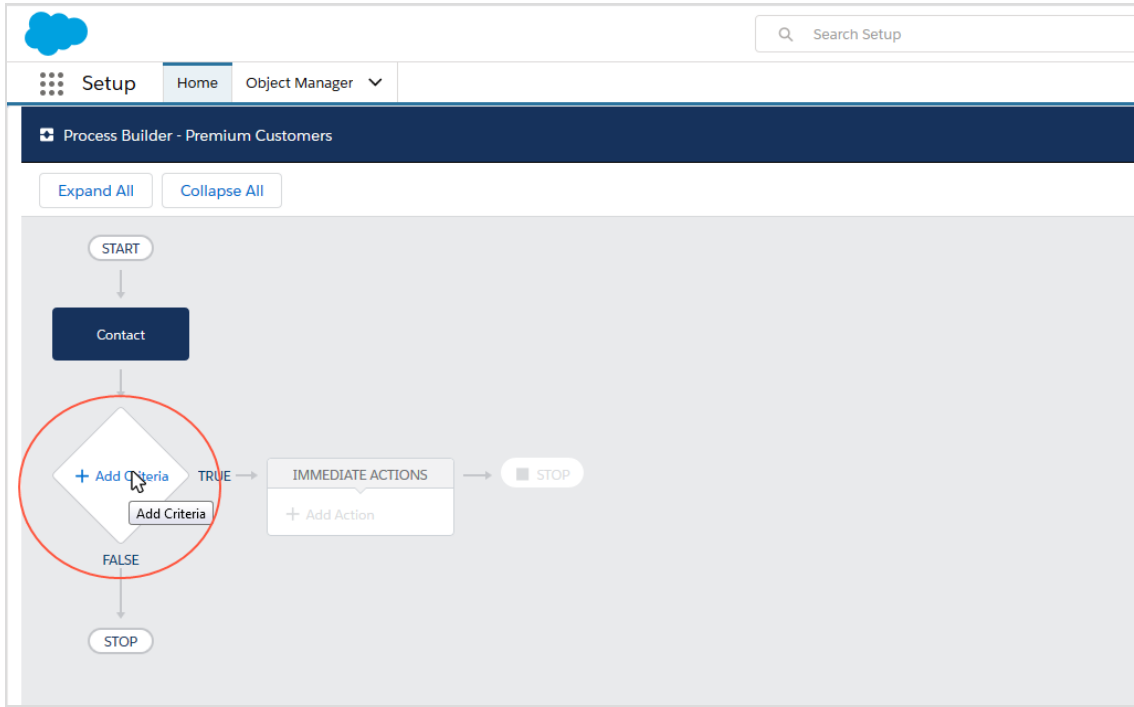 Search Setup
Setup Home Object Manager
Process Builder - Premium Customers
Expand All Collapse All
START
Contact
+ Add Criteria TRUE IMMEDIATE ACTIONS STOP
Add Criteria + Add Action
FALSE
STOP